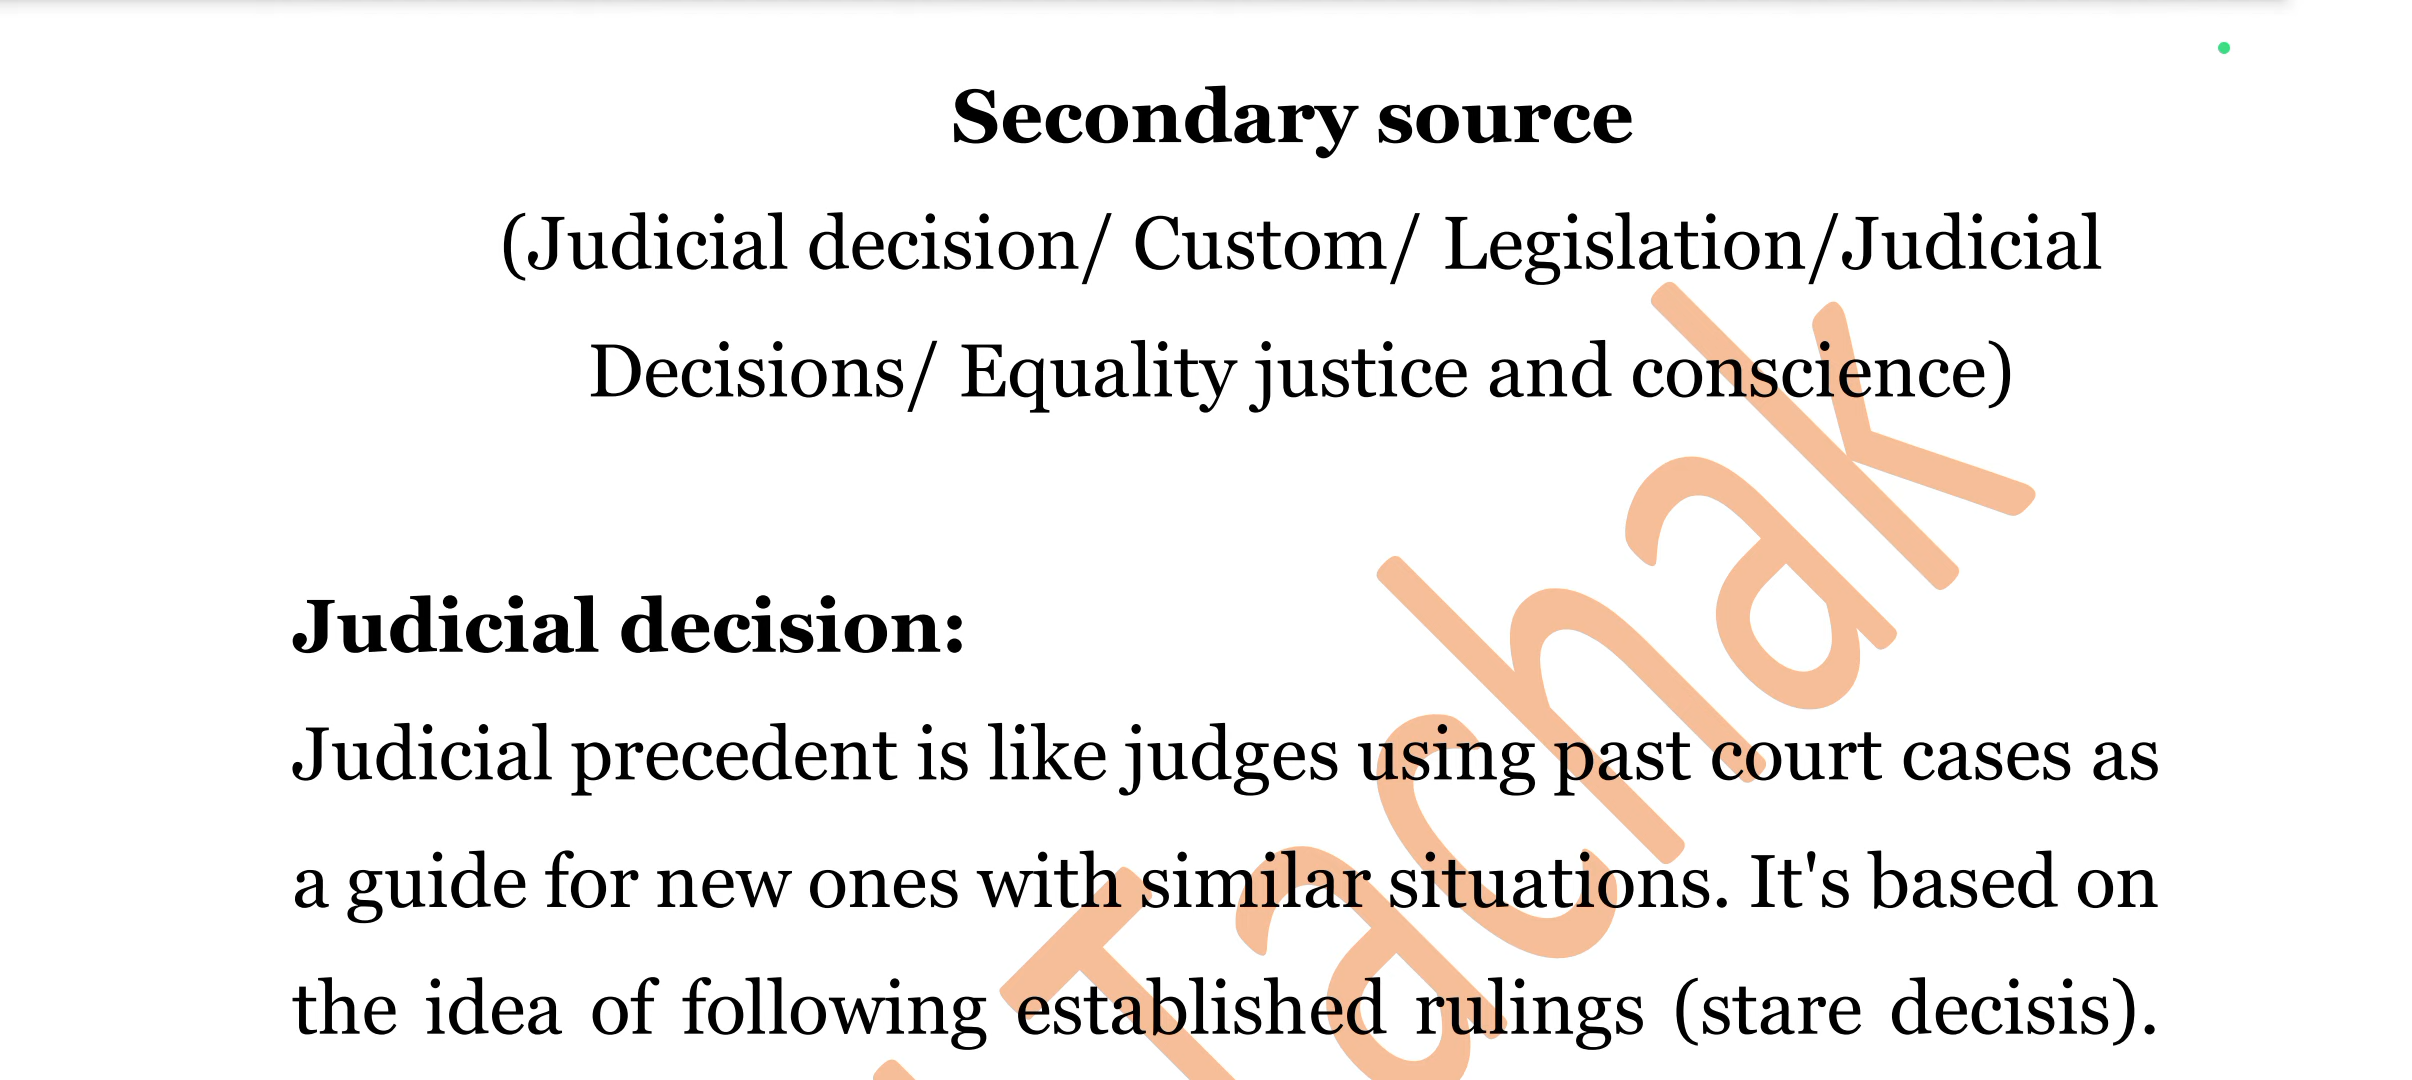 Secondary source
(Judicial decision/ Custom/ Legislation/Judicial
Decisions/ Equality justice and conscience)
Judicial decision:
Judicial precedent is like judges using past court cases as
a guide for new ones with similar situations. It's based on
the idea of following established rulings (stare decisis).
Tachak